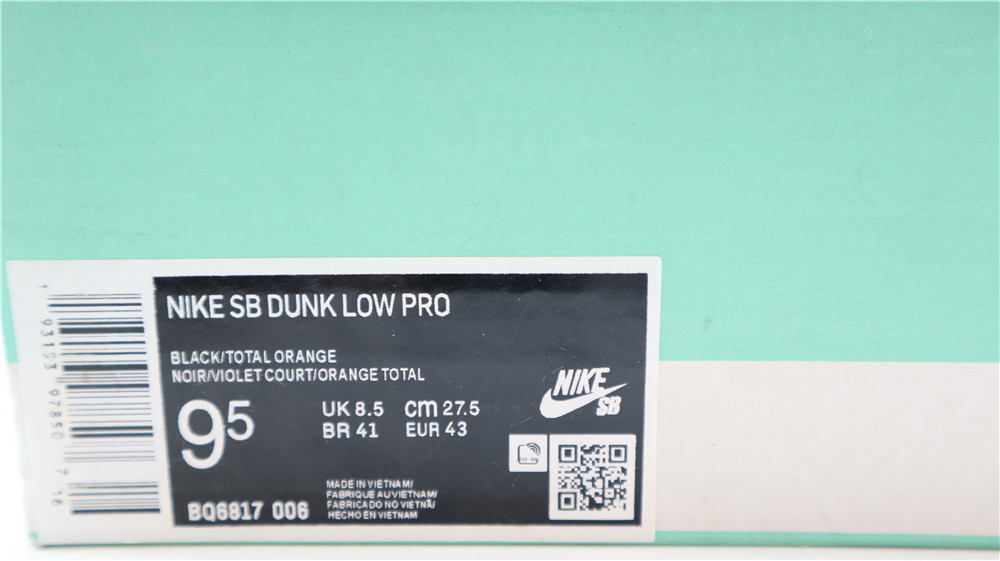 NIKE SB DUNK LOW PRO
BLACK/TOTAL ORANGE
NOIR/VIOLET COURT/ORANGE TOTAL
9.5
UK 8.5 cm 27.5
BR 41 EUR 43
NIKE
SB
MADE IN VIETNAM/
FABRIQUE AU VIETNAM/
FABRICADO NO VIETNÃ/
HECHO EN VIETNAM
BQ6817 006